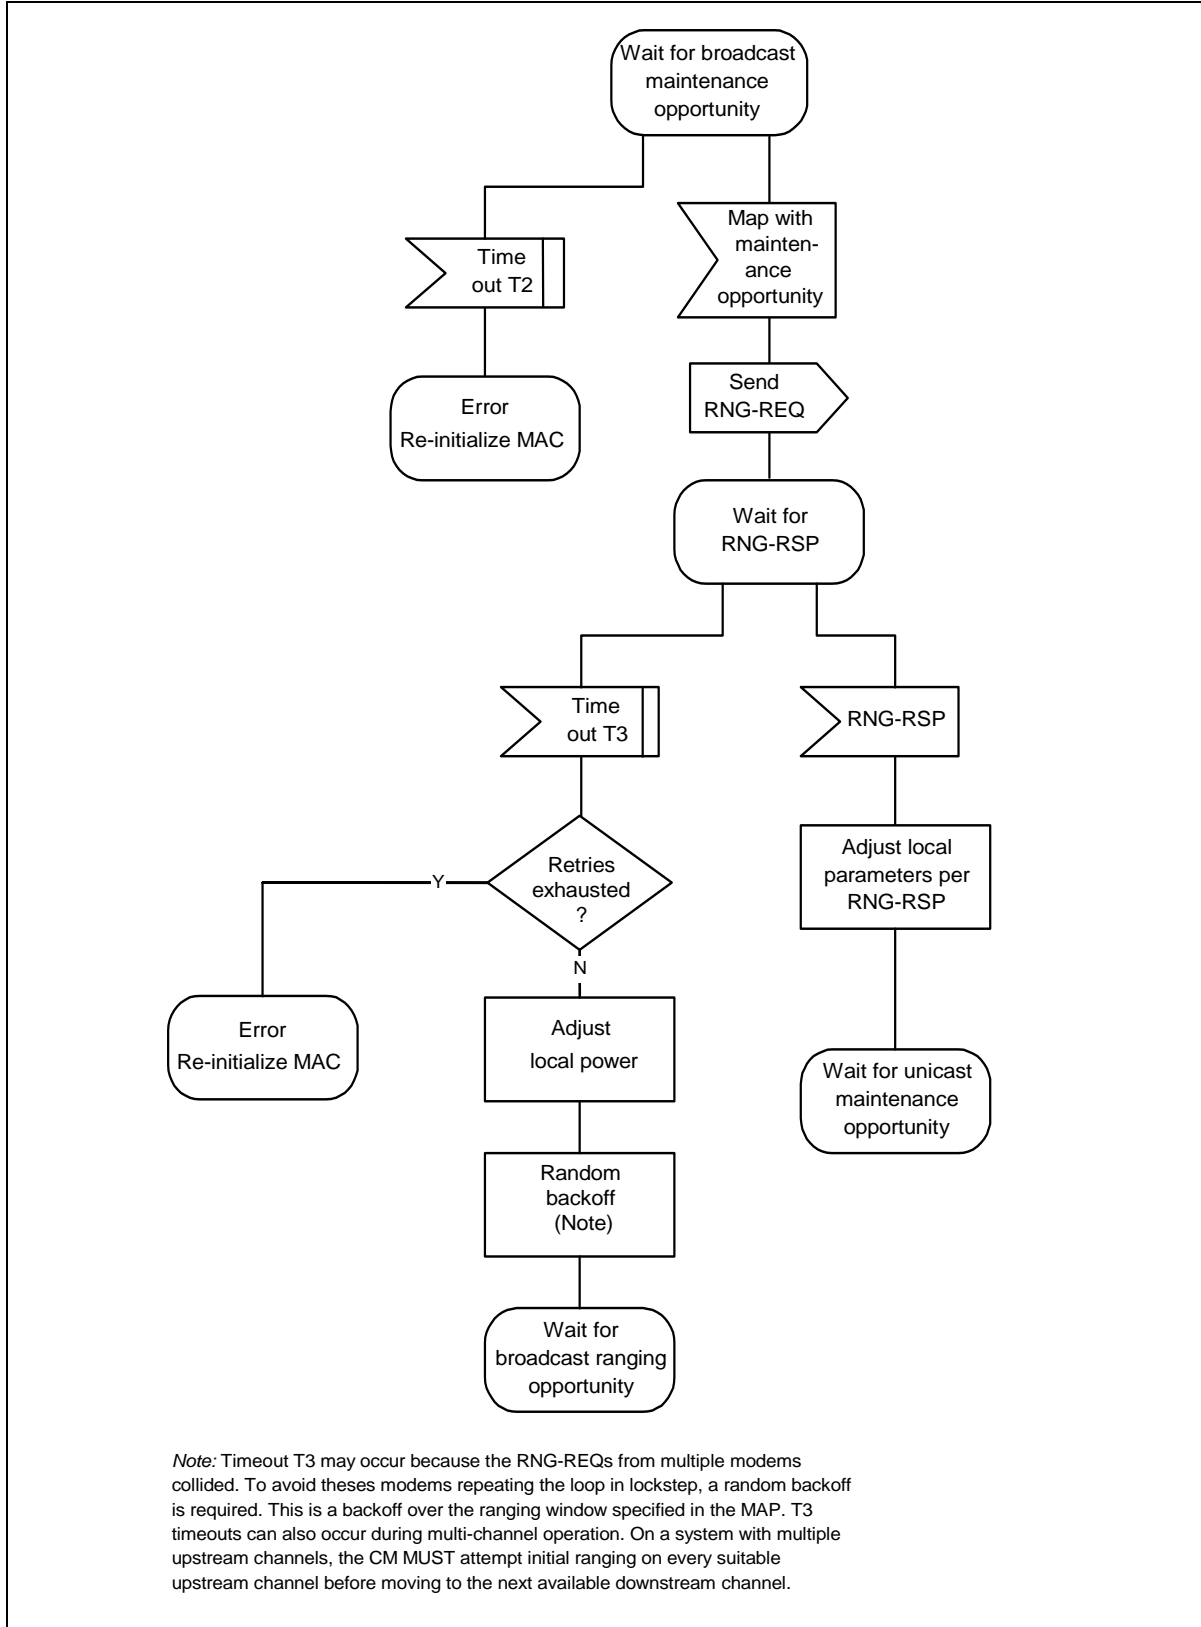 Wait for broadcast
maintenance
opportunity
Time
out T2
Map with
mainten-
ance
opportunity
Error
Re-initialize MAC
Send
RNG-REQ
Wait for
RNG-RSP
Time
out T3
RNG-RSP
Retries
exhausted
?
Y
N
Adjust local
parameters per
RNG-RSP
Error
Re-initialize MAC
Adjust
local power
Wait for unicast
maintenance
opportunity
Random
backoff
(Note)
Wait for
broadcast ranging
opportunity
Note: Timeout T3 may occur because the RNG-REQs from multiple modems
collided. To avoid theses modems repeating the loop in lockstep, a random backoff
is required. This is a backoff over the ranging window specified in the MAP. T3
timeouts can also occur during multi-channel operation. On a system with multiple
upstream channels, the CM MUST attempt initial ranging on every suitable
upstream channel before moving to the next available downstream channel.